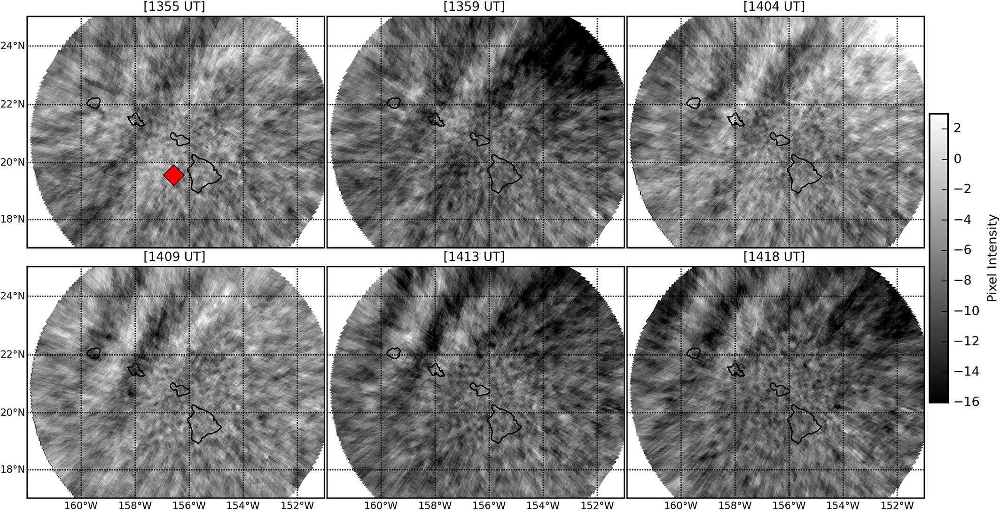 [1355 UT] [1359 UT] [1404 UT]
24°N
22°N
20°N
18°N
[1409 UT] [1413 UT] [1418 UT]
24°N
22°N
20°N
18°N
160°W 158°W 156°W 154°W 152°W 160°W 158°W 156°W 154°W 152°W 160°W 158°W 156°W 154°W 152°W
2
0
−2
−4
−6
−8
−10
−12
−14
−16
Pixel Intensity